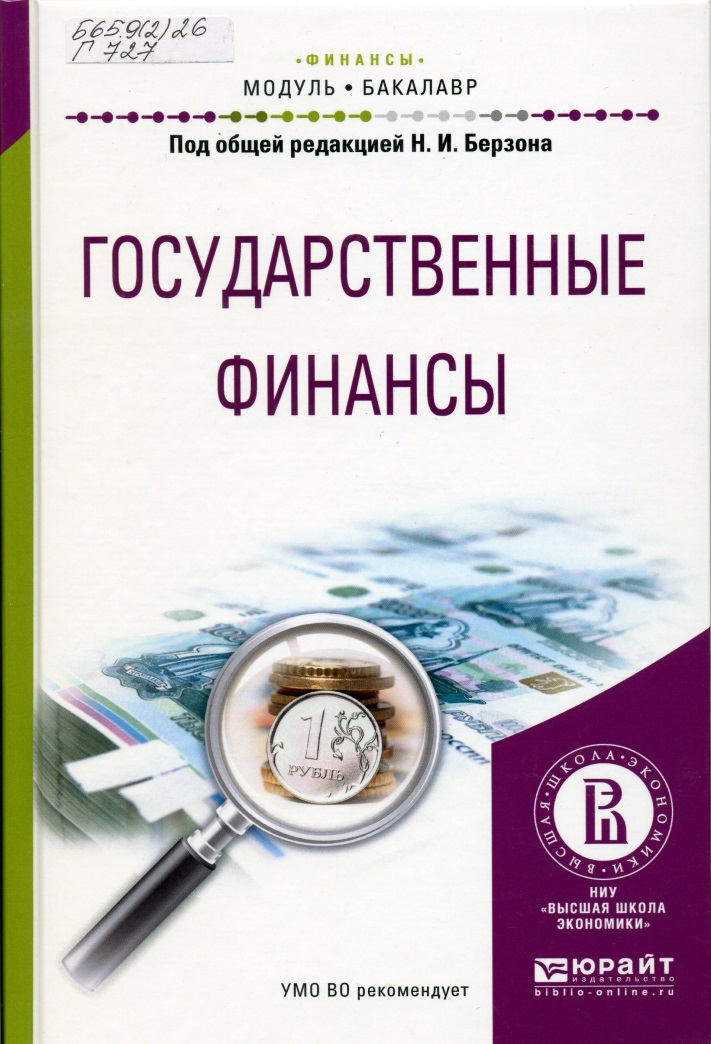 Б65.9(2)26
Г 727
• ФИНАНСЫ •
МОДУЛЬ • БАКАЛАВР
Под общей редакцией Н. И. Берзона
ГОСУДАРСТВЕННЫЕ
ФИНАНСЫ
1
РУБЛЬ
ВЫСШАЯ • ШКОЛА • ЭКОНОМИКИ
НИУ
«ВЫСШАЯ ШКОЛА
ЭКОНОМИКИ»
ЮРАЙТ
издательство
biblio-online.ru
УМО ВО рекомендует